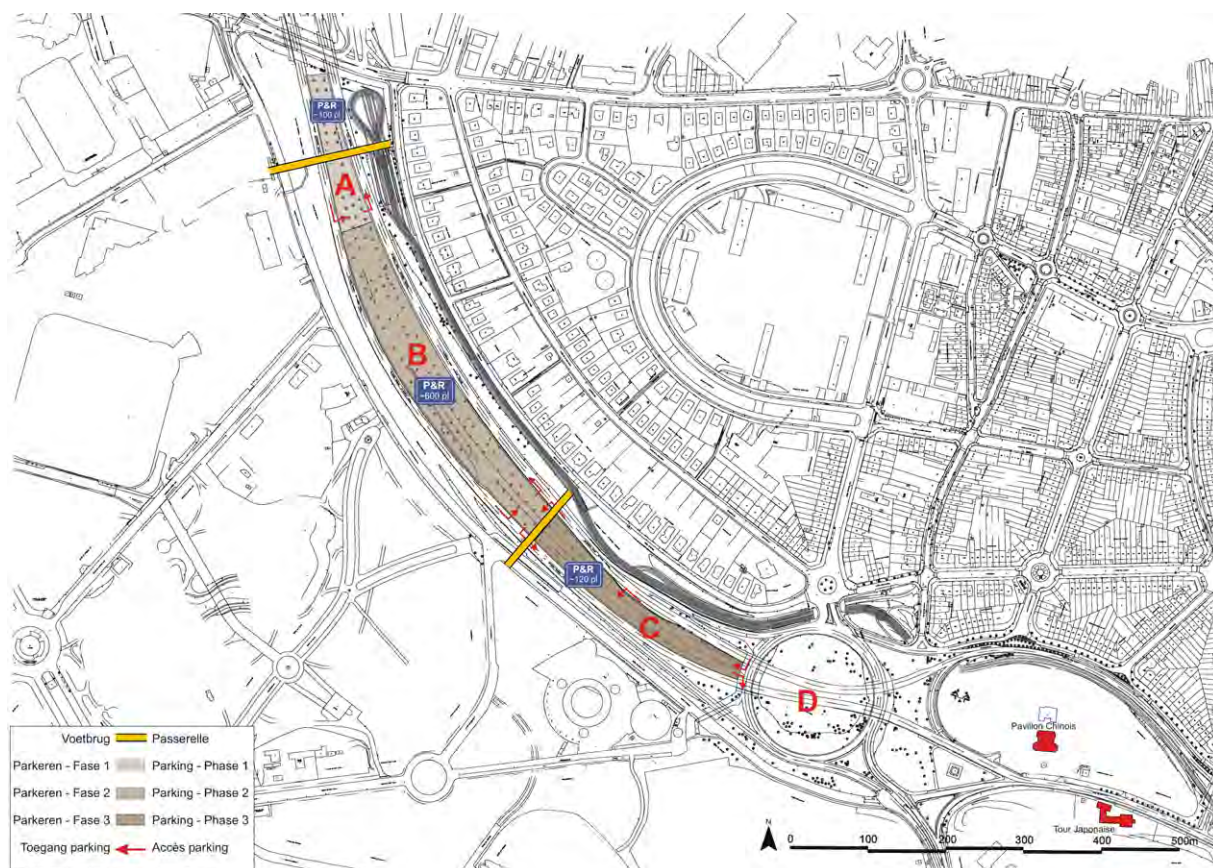 P&R
~100 pl
A
B
P&R
~600 pl
P&R
~120 pl
C
D
Pavillon Chinois
Tour Japonaise
Voetbrug Passerelle
Parkeren - Fase 1 Parking - Phase 1
Parkeren - Fase 2 Parking - Phase 2
Parkeren - Fase 3 Parking - Phase 3
Toegang parking Accès parking
N
0 100 200 300 400 500m